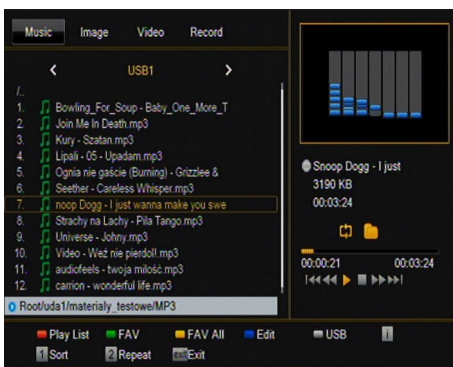 Music Image Video Record
USB1
/..
1. Bowling_For_Soup - Baby_One_More_T
2. Join Me In Death.mp3
3. Kury - Szatan.mp3
4. Lipali - 05 - Upadam.mp3
5. Ognia nie gaście (Burning) - Grizzlee &
6. Seether - Careless Whisper.mp3
7. noop Dogg - I just wanna make you swe
8. Strachy na Lachy - Pila Tango.mp3
9. Universe - Johny.mp3
10. Video - Weź nie pierdoll.mp3
11. audiofeels - twoja miłość.mp3
12. carrion - wonderful life.mp3
Root/uda1/materialy_testowe/MP3
Snoop Dogg - I just
3190 KB
00:03:24
00:00:21 00:03:24
Play List FAV FAV All Edit USB i
1 Sort 2 Repeat exit Exit